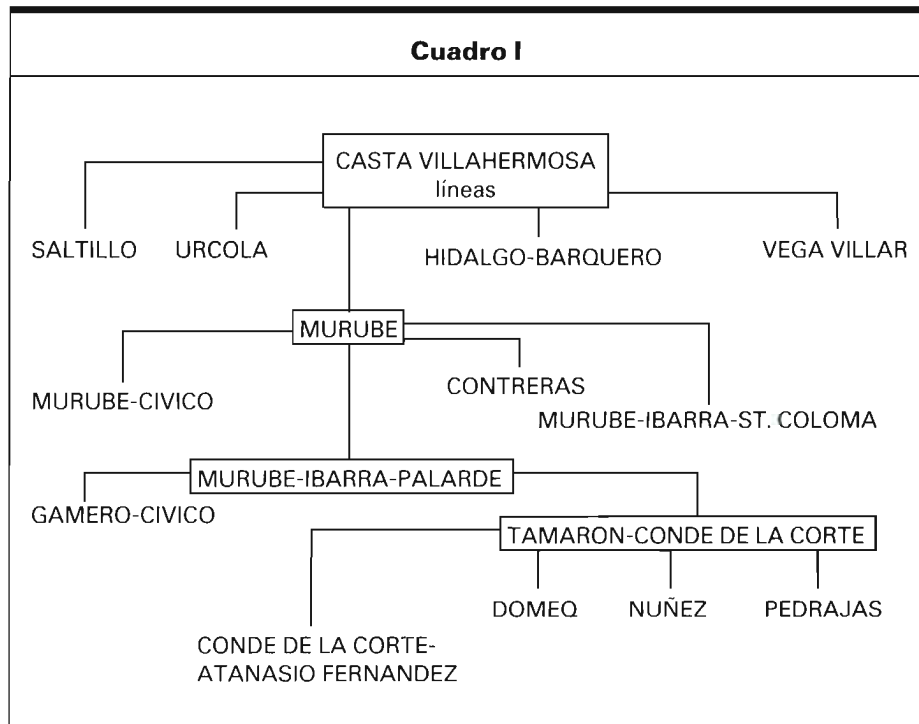 Cuadro I
CASTA VILLAHERMOSA
líneas
SALTILLO
URCOLA
HIDALGO-BARQUERO
VEGA VILLAR
MURUBE
MURUBE-CIVICO
CONTRERAS
MURUBE-IBARRA-ST. COLOMA
MURUBE-IBARRA-PALARDE
GAMERO-CIVICO
TAMARON-CONDE DE LA CORTE
DOMEQ
NUÑEZ
PEDRAJAS
CONDE DE LA CORTE-
ATANASIO FERNANDEZ